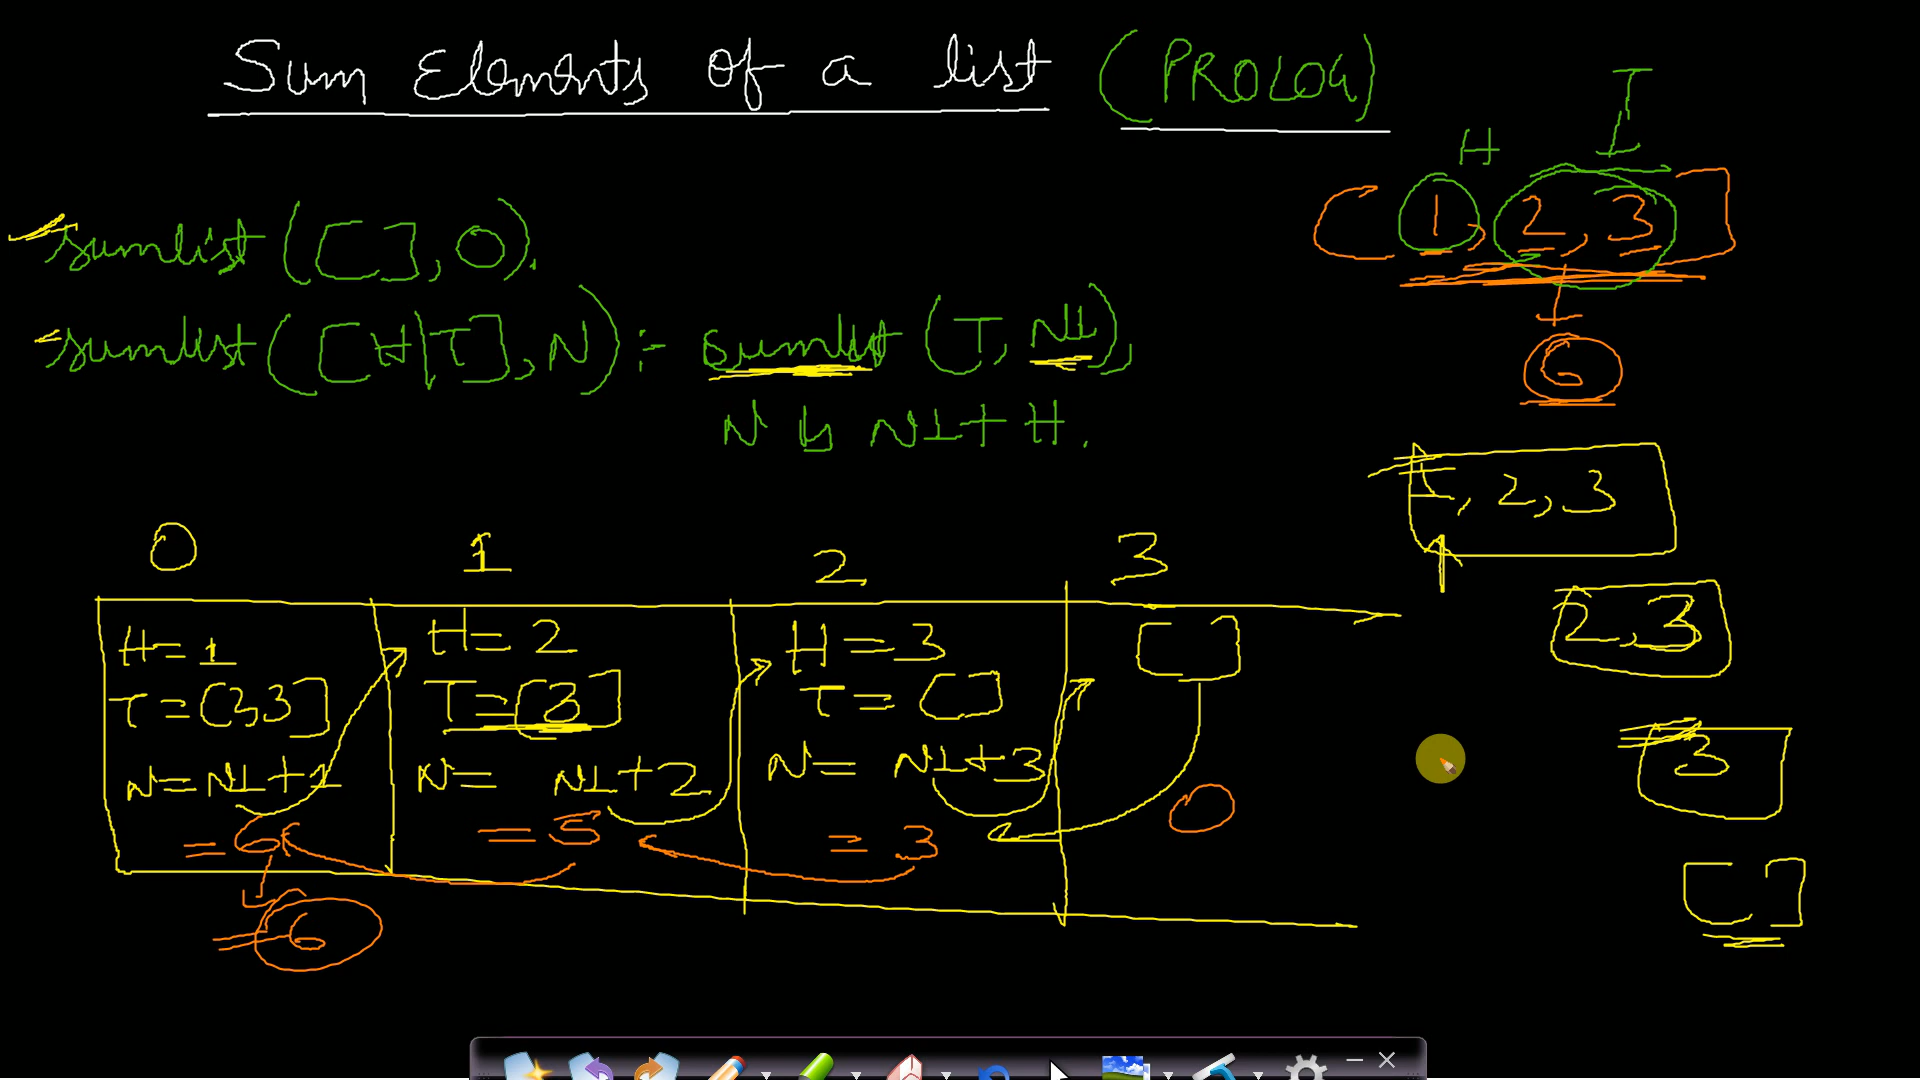 Sum Elements of a list (PROLOG)
H T
[1, 2, 3]
6
sumlist([], 0).
sumlist([H|T], N) :- sumlist(T, N1),
N is N1 + H.
1, 2, 3
2, 3
3
[]
0 1 2 3
H = 1 H = 2 H = 3 []
T = [33] T = [3] T = []
N = N1+1 N = N1+2 N = N1+3
= 6 = 5 = 3 0
= 6